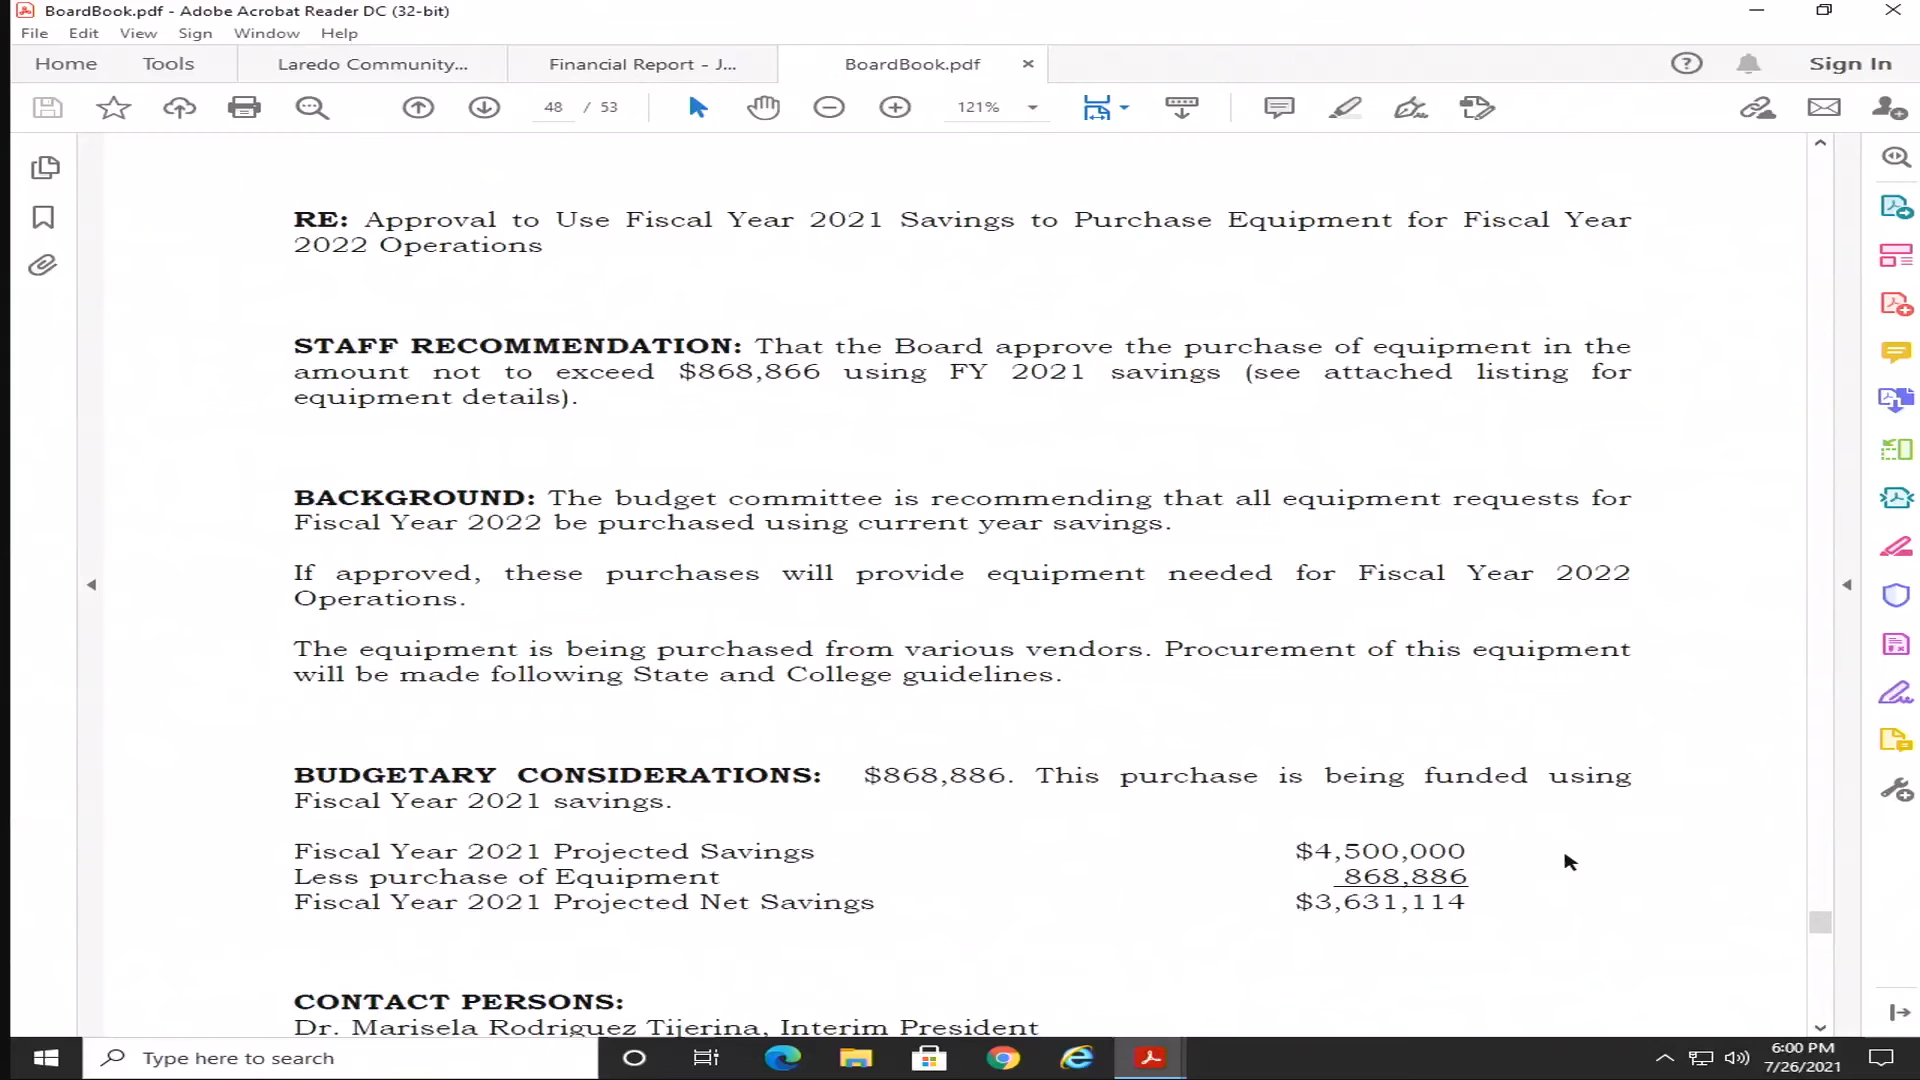 BoardBook.pdf - Adobe Acrobat Reader DC (32-bit)
File Edit View Sign Window Help
Home Tools Laredo Community... Financial Report - J... BoardBook.pdf × Sign In
48 / 53 121%
RE: Approval to Use Fiscal Year 2021 Savings to Purchase Equipment for Fiscal Year
2022 Operations
STAFF RECOMMENDATION: That the Board approve the purchase of equipment in the
amount not to exceed $868,866 using FY 2021 savings (see attached listing for
equipment details).
BACKGROUND: The budget committee is recommending that all equipment requests for
Fiscal Year 2022 be purchased using current year savings.
If approved, these purchases will provide equipment needed for Fiscal Year 2022
Operations.
The equipment is being purchased from various vendors. Procurement of this equipment
will be made following State and College guidelines.
BUDGETARY CONSIDERATIONS: $868,886. This purchase is being funded using
Fiscal Year 2021 savings.
Fiscal Year 2021 Projected Savings $4,500,000
Less purchase of Equipment 868,886
Fiscal Year 2021 Projected Net Savings $3,631,114
CONTACT PERSONS:
Dr. Marisela Rodriguez Tijerina, Interim President
Type here to search
6:00 PM
7/26/2021